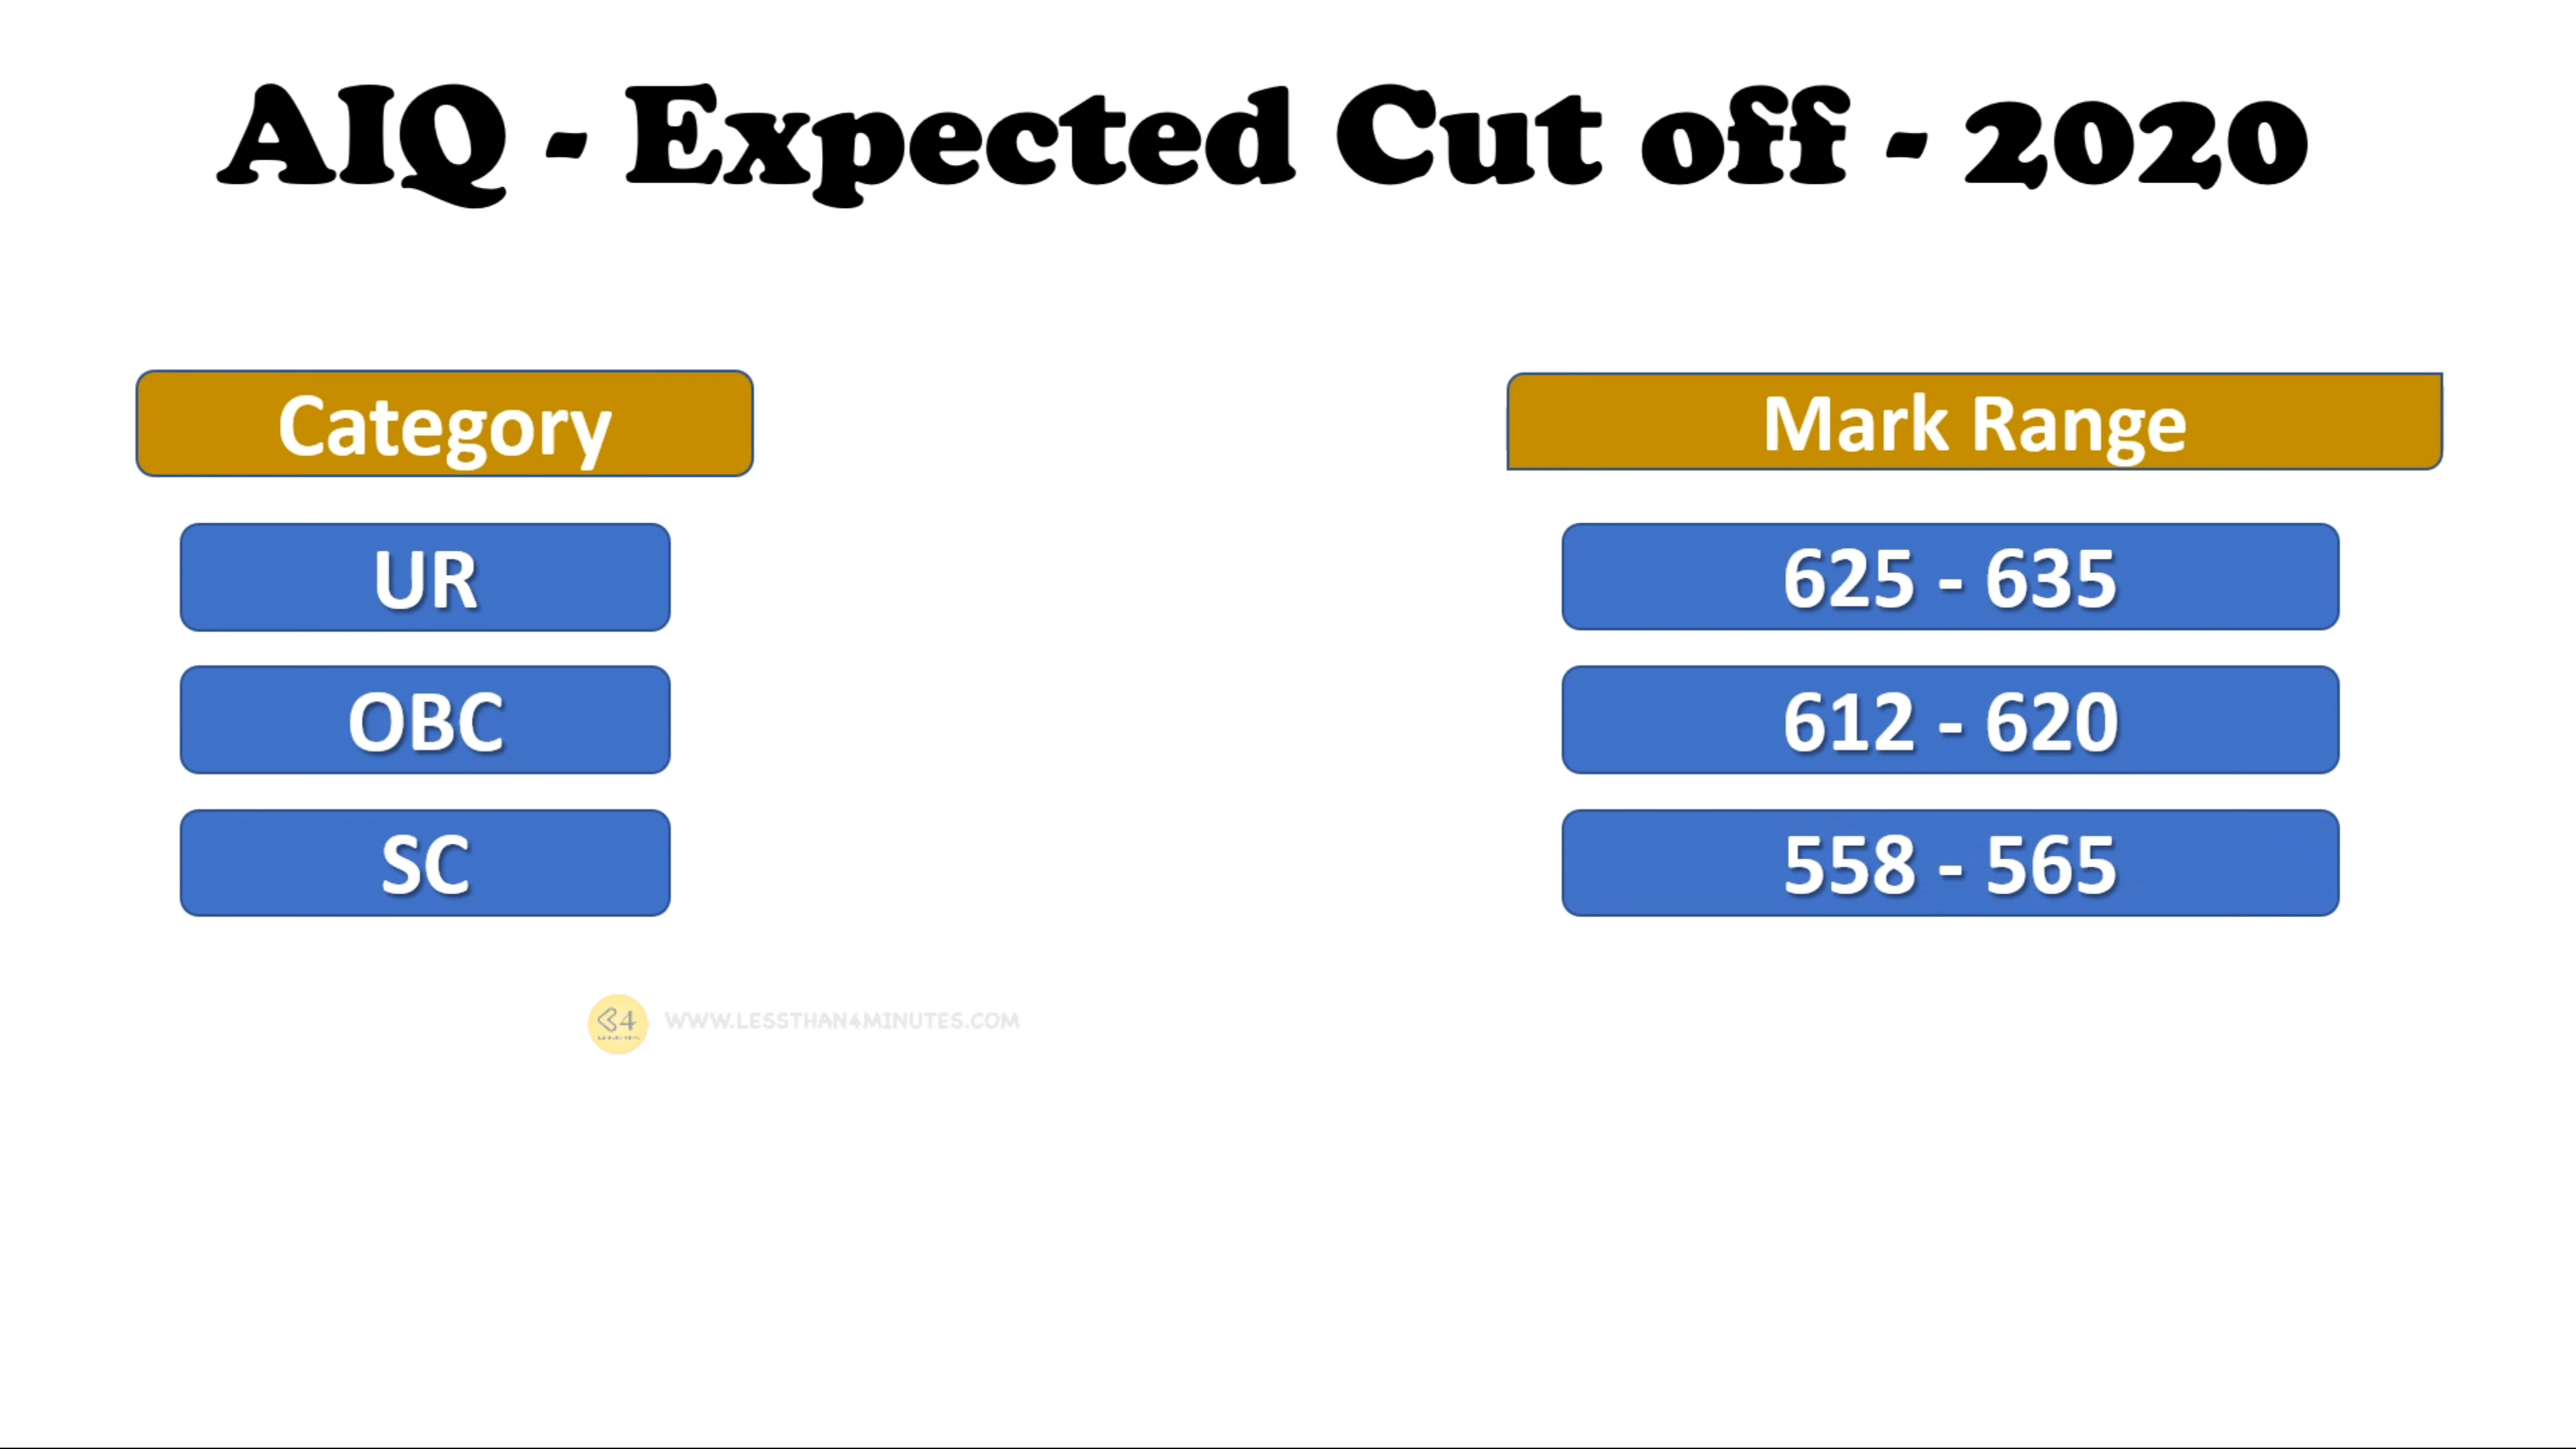 AIQ - Expected Cut off - 2020
Category
Mark Range
UR
625 - 635
OBC
612 - 620
SC
558 - 565
<4
WWW.LESSTHAN4MINUTES.COM